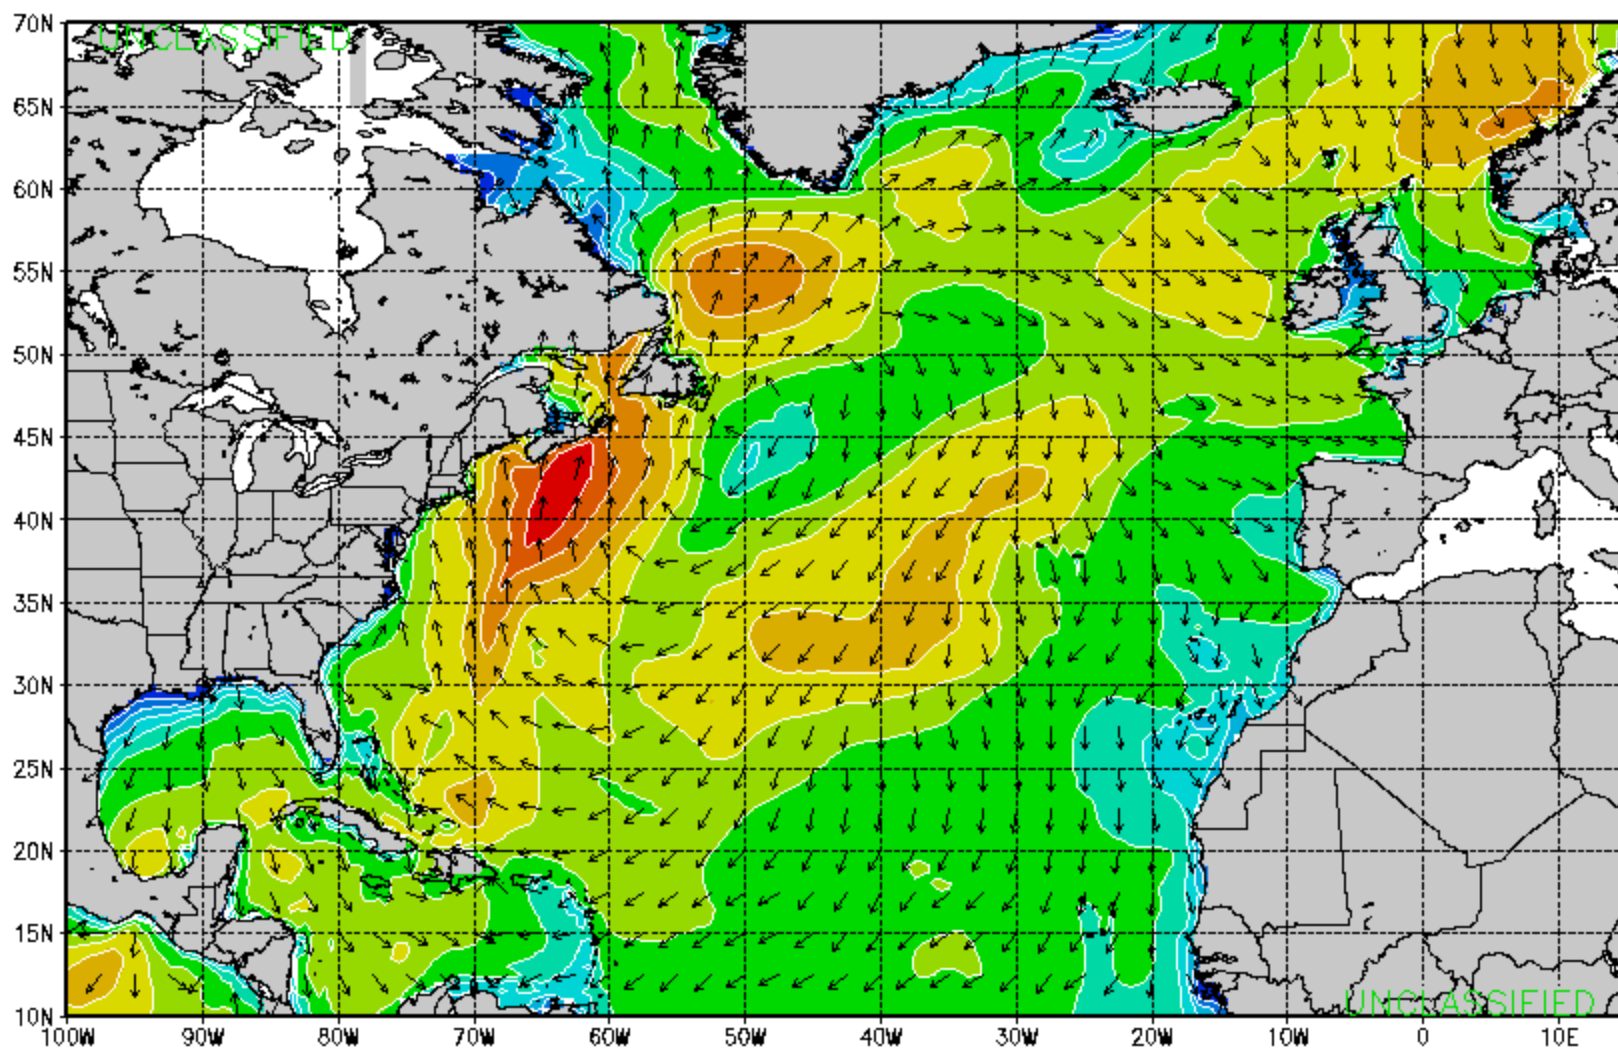 70N
UNCLASSIFIED
65N
60N
55N
50N
45N
40N
35N
30N
25N
20N
15N
UNCLASSIFIED
10N
100W 90W 80W 70W 60W 50W 40W 30W 20W 10W 0 10E